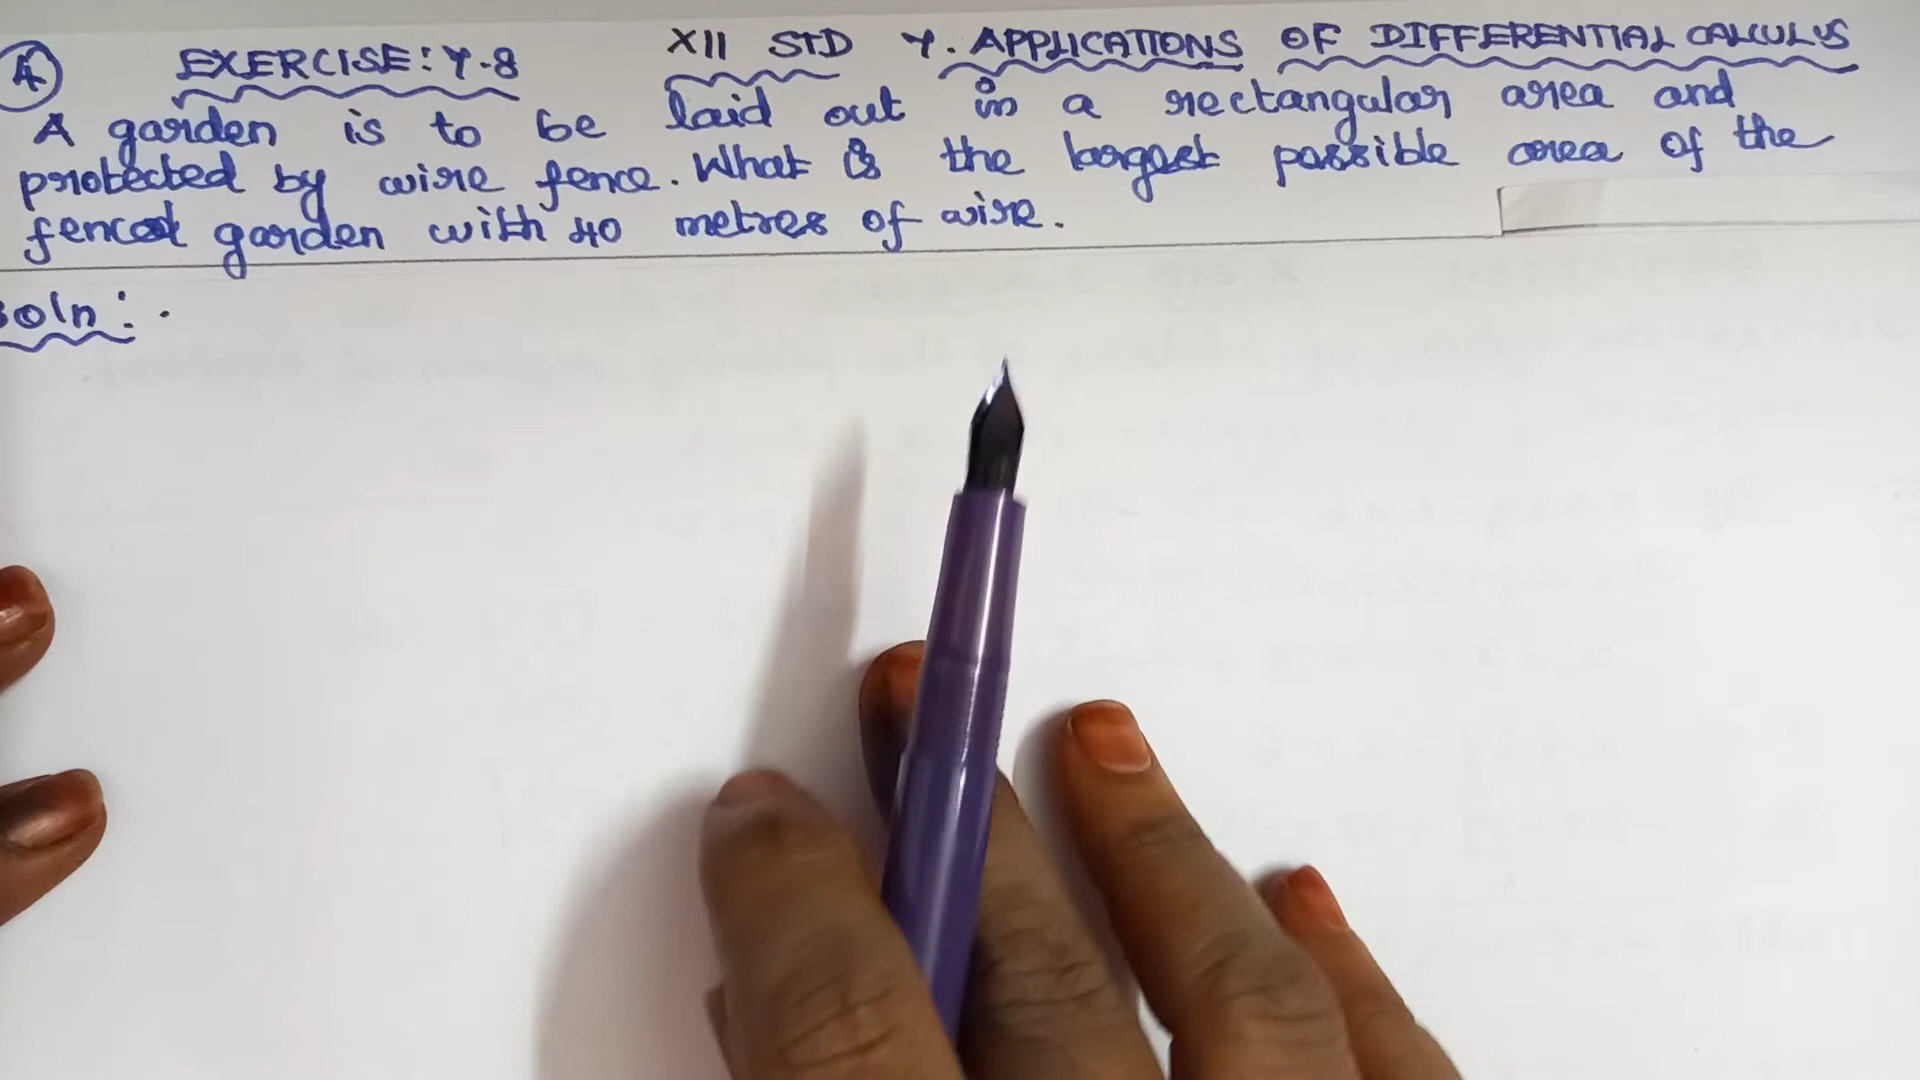 4 EXERCISE: 7.8 XII STD 7. APPLICATIONS OF DIFFERENTIAL CALCULUS
A garden is to be laid out in a rectangular area and
protected by wire fence. What is the largest possible area of the
fenced garden with 40 metres of wire.
Soln:.